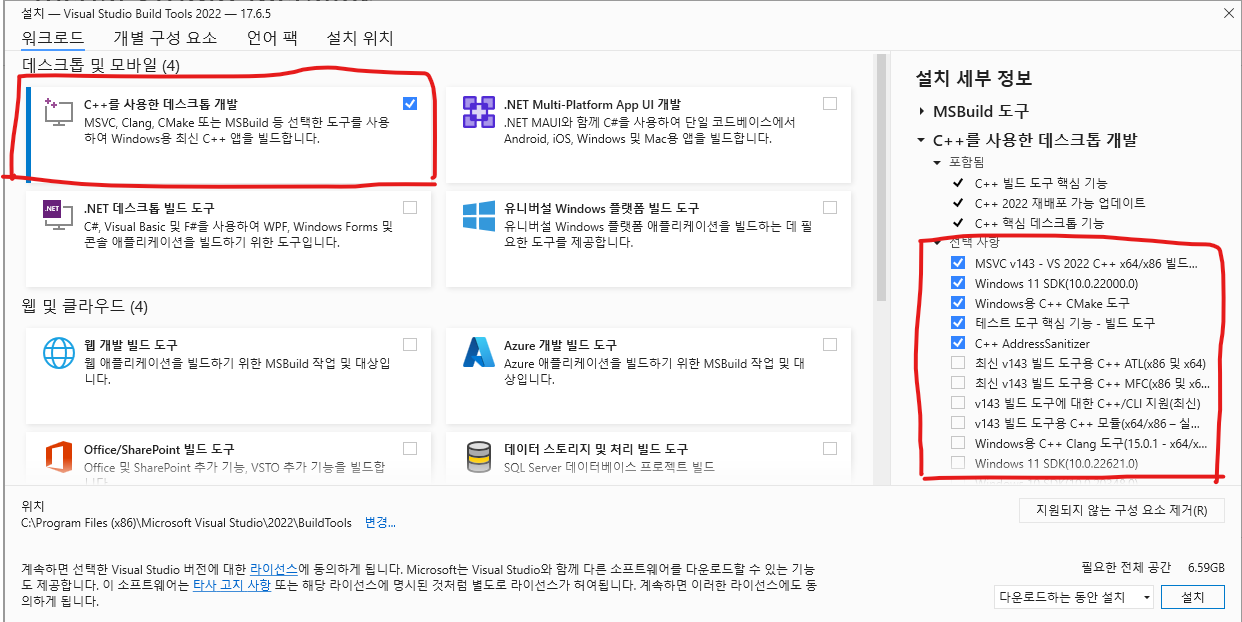 설치 — Visual Studio Build Tools 2022 — 17.6.5
워크로드 개별 구성 요소 언어 팩 설치 위치
데스크톱 및 모바일 (4)
C++를 사용한 데스크톱 개발
MSVC, Clang, CMake 또는 MSBuild 등 선택한 도구를 사용
하여 Windows용 최신 C++ 앱을 빌드합니다.
.NET Multi-Platform App UI 개발
.NET MAUI와 함께 C#을 사용하여 단일 코드베이스에서
Android, iOS, Windows 및 Mac용 앱을 빌드합니다.
.NET
.NET 데스크톱 빌드 도구
C#, Visual Basic 및 F#을 사용하여 WPF, Windows Forms 및
콘솔 애플리케이션을 빌드하기 위한 도구입니다.
유니버설 Windows 플랫폼 빌드 도구
유니버설 Windows 플랫폼 애플리케이션을 빌드하는 데 필
요한 도구를 제공합니다.
웹 및 클라우드 (4)
웹 개발 빌드 도구
웹 애플리케이션을 빌드하기 위한 MSBuild 작업 및 대상입
니다.
Azure 개발 빌드 도구
Azure 애플리케이션을 빌드하기 위한 MSBuild 작업 및 대
상입니다.
Office/SharePoint 빌드 도구
Office 및 SharePoint 추가 기능, VSTO 추가 기능을 빌드합
니다.
데이터 스토리지 및 처리 빌드 도구
SQL Server 데이터베이스 프로젝트 빌드
설치 세부 정보
MSBuild 도구
C++를 사용한 데스크톱 개발
포함됨
C++ 빌드 도구 핵심 기능
C++ 2022 재배포 가능 업데이트
C++ 핵심 데스크톱 기능
선택 사항
MSVC v143 - VS 2022 C++ x64/x86 빌드...
Windows 11 SDK(10.0.22000.0)
Windows용 C++ CMake 도구
테스트 도구 핵심 기능 - 빌드 도구
C++ AddressSanitizer
최신 v143 빌드 도구용 C++ ATL(x86 및 x64)
최신 v143 빌드 도구용 C++ MFC(x86 및 x6...
v143 빌드 도구에 대한 C++/CLI 지원(최신)
v143 빌드 도구용 C++ 모듈(x64/x86 – 실...
Windows용 C++ Clang 도구(15.0.1 - x64/x...
Windows 11 SDK(10.0.22621.0)
위치
C:\Program Files (x86)\Microsoft Visual Studio\2022\BuildTools 변경...
지원되지 않는 구성 요소 제거(R)
계속하면 선택한 Visual Studio 버전에 대한 라이선스에 동의하게 됩니다. Microsoft는 Visual Studio와 함께 다른 소프트웨어를 다운로드할 수 있는 기능
도 제공합니다. 이 소프트웨어는 타사 고지 사항 또는 해당 라이선스에 명시된 것처럼 별도로 라이선스가 허여됩니다. 계속하면 이러한 라이선스에도 동
의하게 됩니다.
필요한 전체 공간 6.59GB
다운로드하는 동안 설치 설치